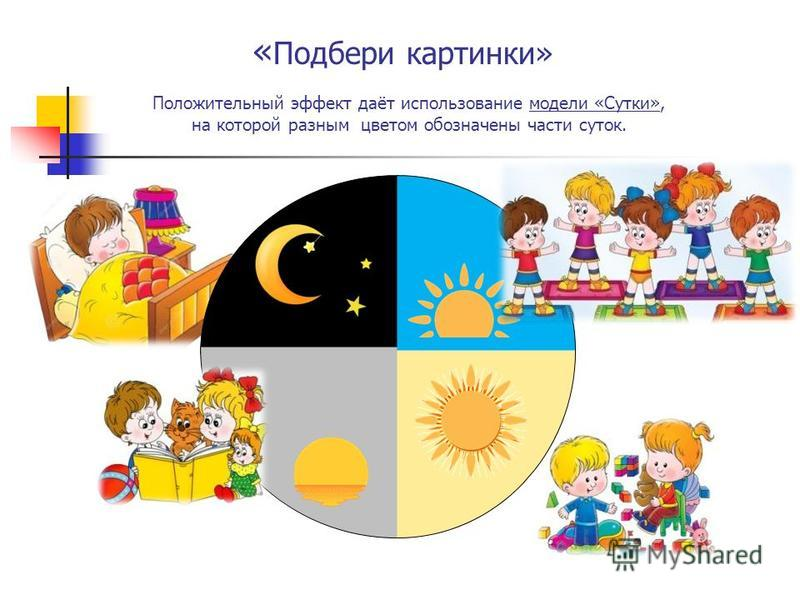 «Подбери картинки»
Положительный эффект даёт использование модели «Сутки»,
на которой разным цветом обозначены части суток.
MyShared